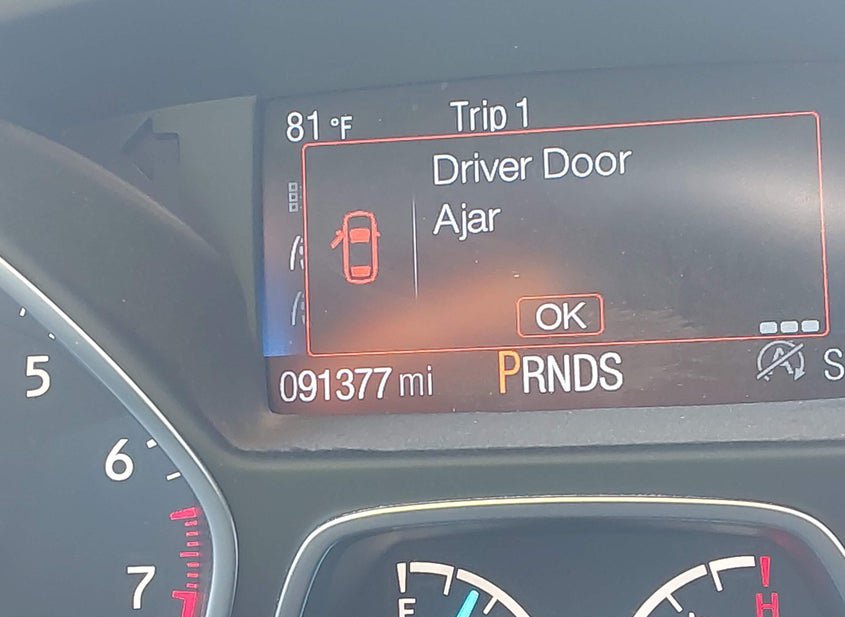 81 °F Trip 1
Driver Door
Ajar
OK
091377 mi PRNDS
A S
5
6
7
E H